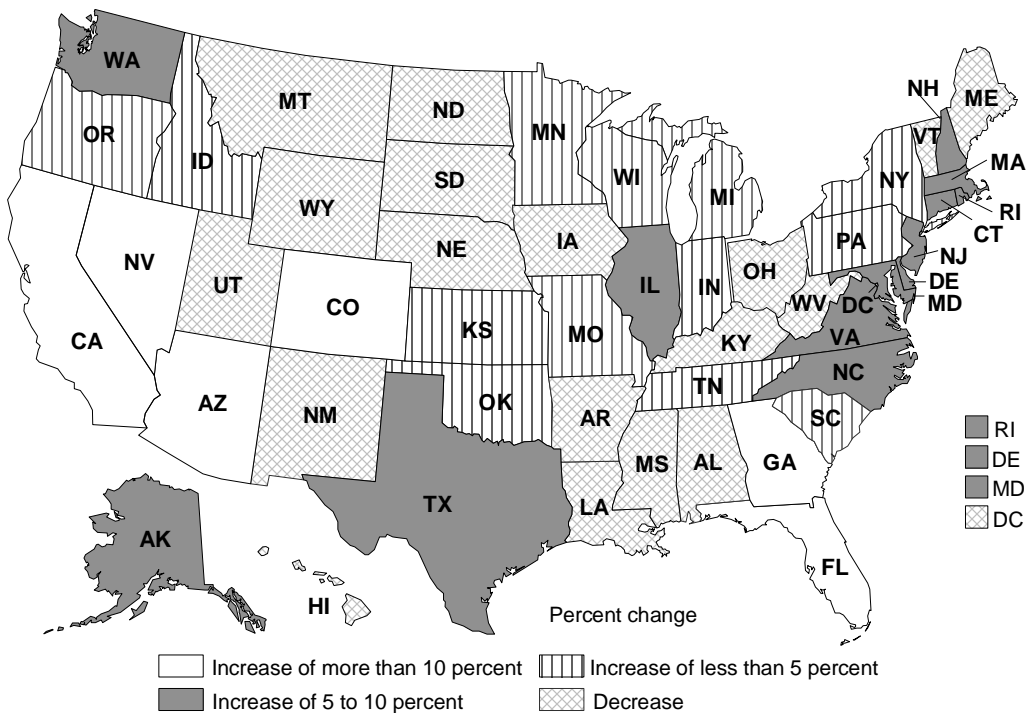 WA
MT
ND
MN
NH
VT
ME
OR
ID
SD
WI
MI
NY
MA
WY
RI
CT
NE
IA
PA
NJ
NV
UT
IL
IN
OH
DE
WV
DC
MD
CO
CA
KS
MO
KY
VA
AZ
NM
OK
TN
NC
AR
SC
MS
AL
GA
RI
DE
MD
DC
LA
TX
AK
FL
HI
Percent change
Increase of more than 10 percent
Increase of less than 5 percent
Increase of 5 to 10 percent
Decrease